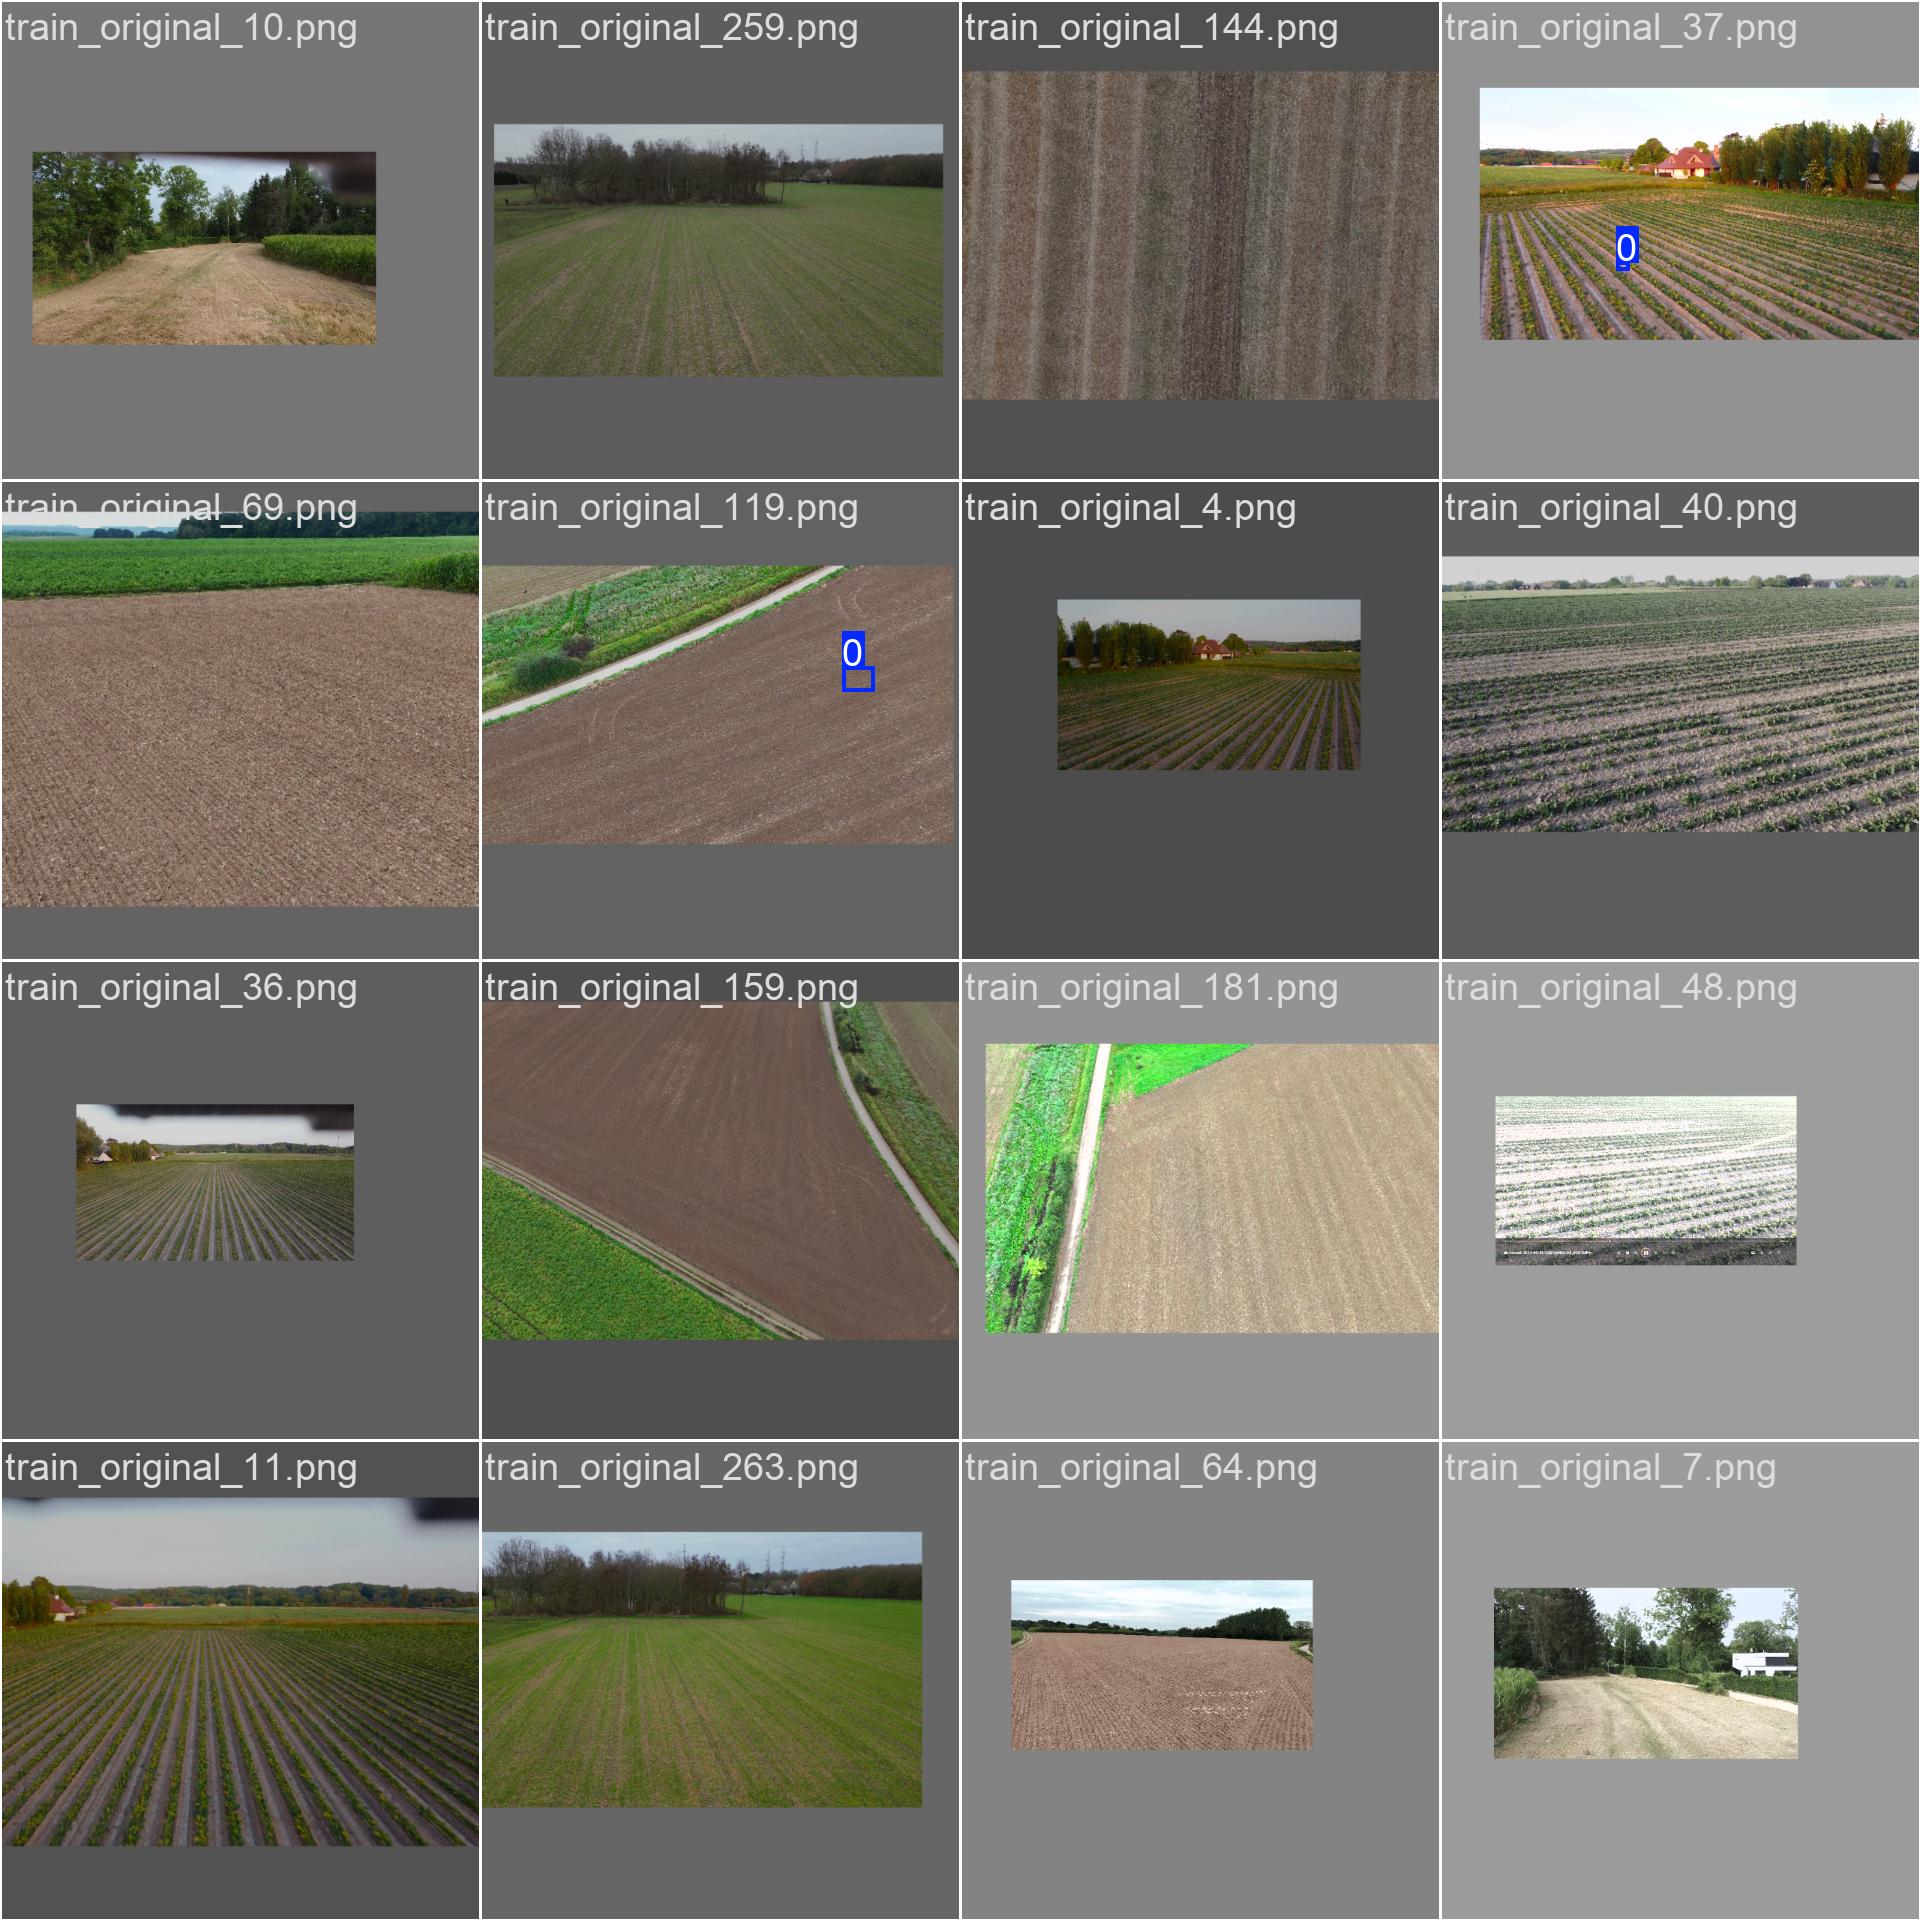 train_original_10.png
train_original_259.png
train_original_144.png
train_original_37.png
0
train_original_69.png
train_original_119.png
train_original_4.png
train_original_40.png
0
train_original_36.png
train_original_159.png
train_original_181.png
train_original_48.png
train_original_11.png
train_original_263.png
train_original_64.png
train_original_7.png